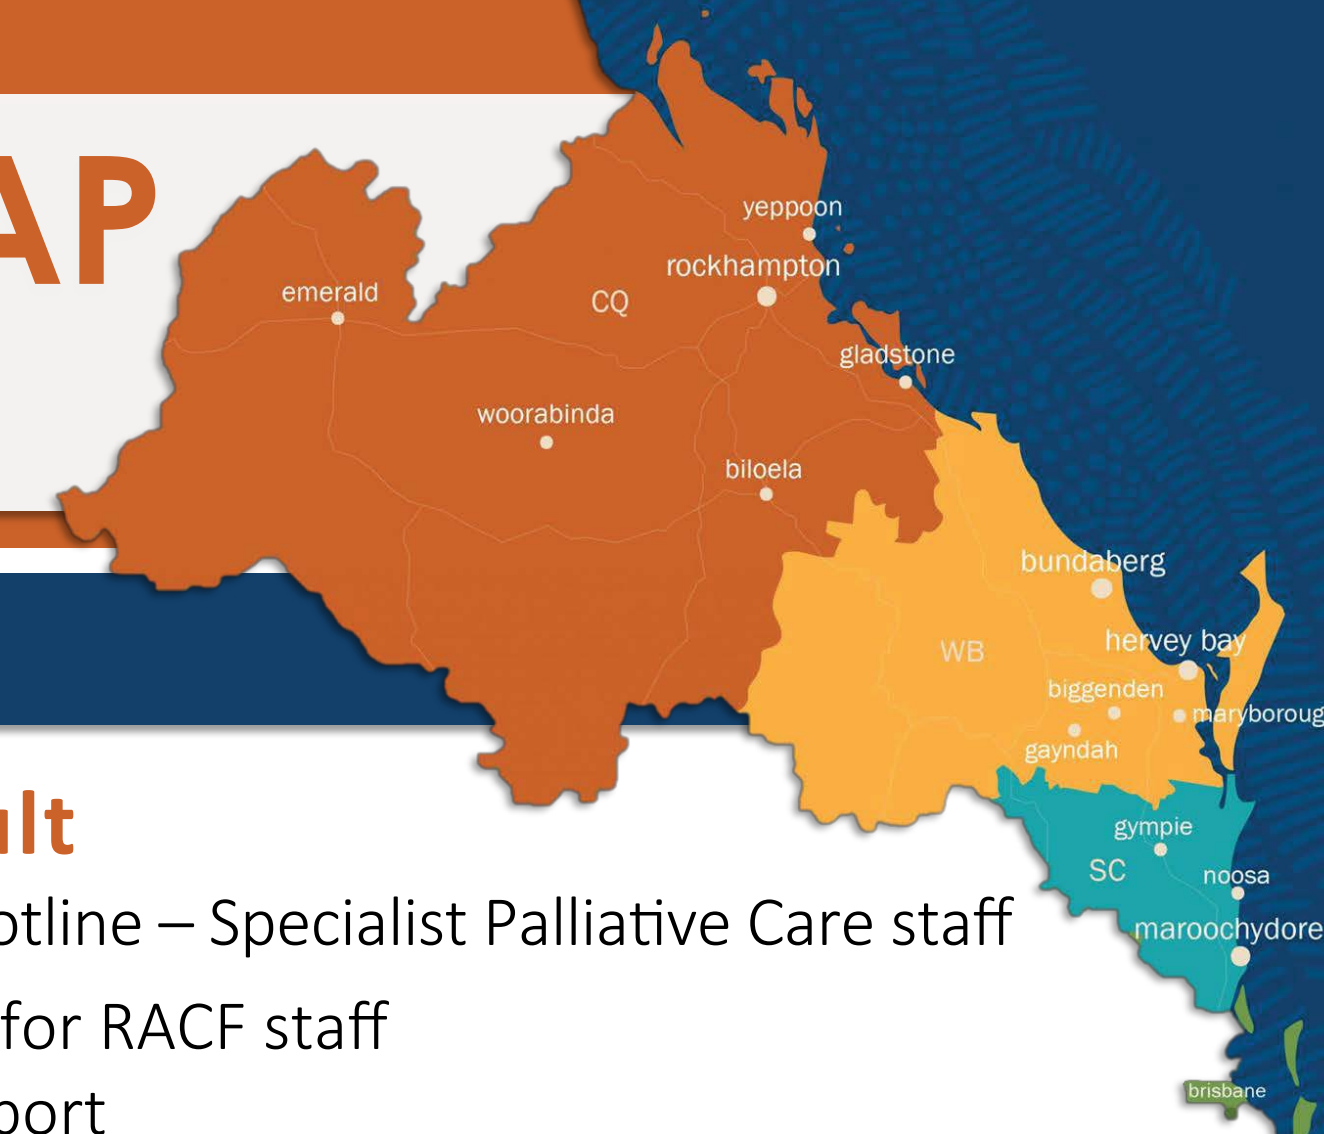 AP
yeppoon
rockhampton
emerald
CQ
gladstone
woorabinda
biloela
bundaberg
hervey bay
WB
biggenden
maryboroug
gayndah
ult
gympie
SC
noosa
otline – Specialist Palliative Care staff
maroochydore
for RACF staff
brisbane
port